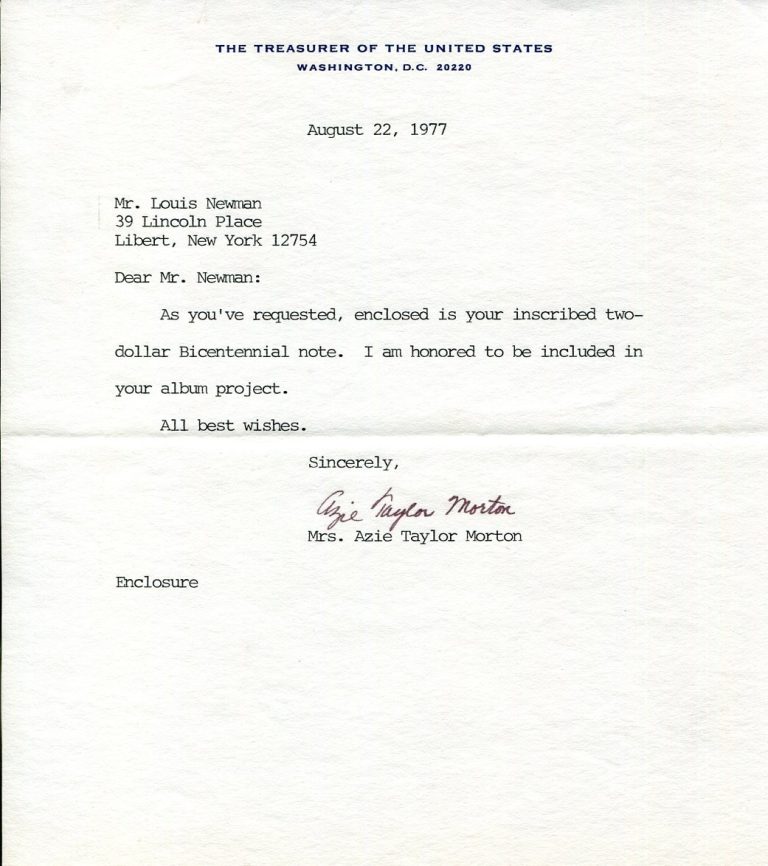 THE TREASURER OF THE UNITED STATES
WASHINGTON, D.C. 20220
August 22, 1977
Mr. Louis Newman
39 Lincoln Place
Libert, New York 12754
Dear Mr. Newman:
As you've requested, enclosed is your inscribed two-
dollar Bicentennial note. I am honored to be included in
your album project.
All best wishes.
Sincerely,
Azie Taylor Morton
Mrs. Azie Taylor Morton
Enclosure